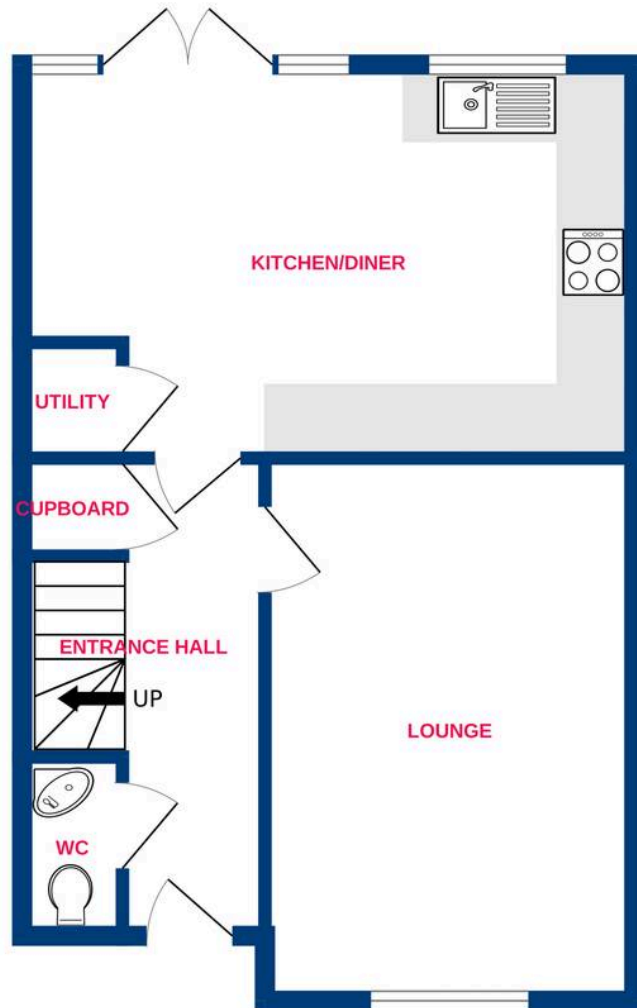 KITCHEN/DINER
UTILITY
CUPBOARD
ENTRANCE HALL
UP
LOUNGE
WC